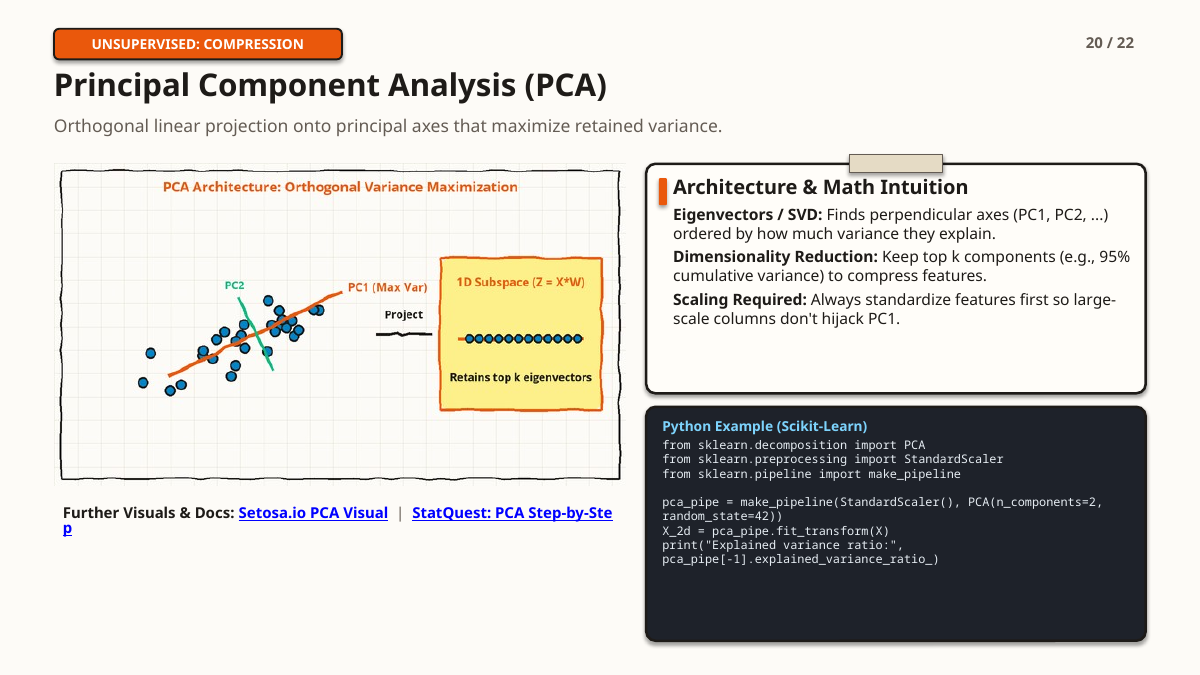 UNSUPERVISED: COMPRESSION
20 / 22
Principal Component Analysis (PCA)
Orthogonal linear projection onto principal axes that maximize retained variance.
PCA Architecture: Orthogonal Variance Maximization
PC2
PC1 (Max Var)
Project
1D Subspace (Z = X*W)
Retains top k eigenvectors
Further Visuals & Docs: Setosa.io PCA Visual | StatQuest: PCA Step-by-Ste
p
Architecture & Math Intuition
Eigenvectors / SVD: Finds perpendicular axes (PC1, PC2, ...)
ordered by how much variance they explain.
Dimensionality Reduction: Keep top k components (e.g., 95%
cumulative variance) to compress features.
Scaling Required: Always standardize features first so large-
scale columns don't hijack PC1.
Python Example (Scikit-Learn)
from sklearn.decomposition import PCA
from sklearn.preprocessing import StandardScaler
from sklearn.pipeline import make_pipeline
pca_pipe = make_pipeline(StandardScaler(), PCA(n_components=2,
random_state=42))
X_2d = pca_pipe.fit_transform(X)
print("Explained variance ratio:",
pca_pipe[-1].explained_variance_ratio_)